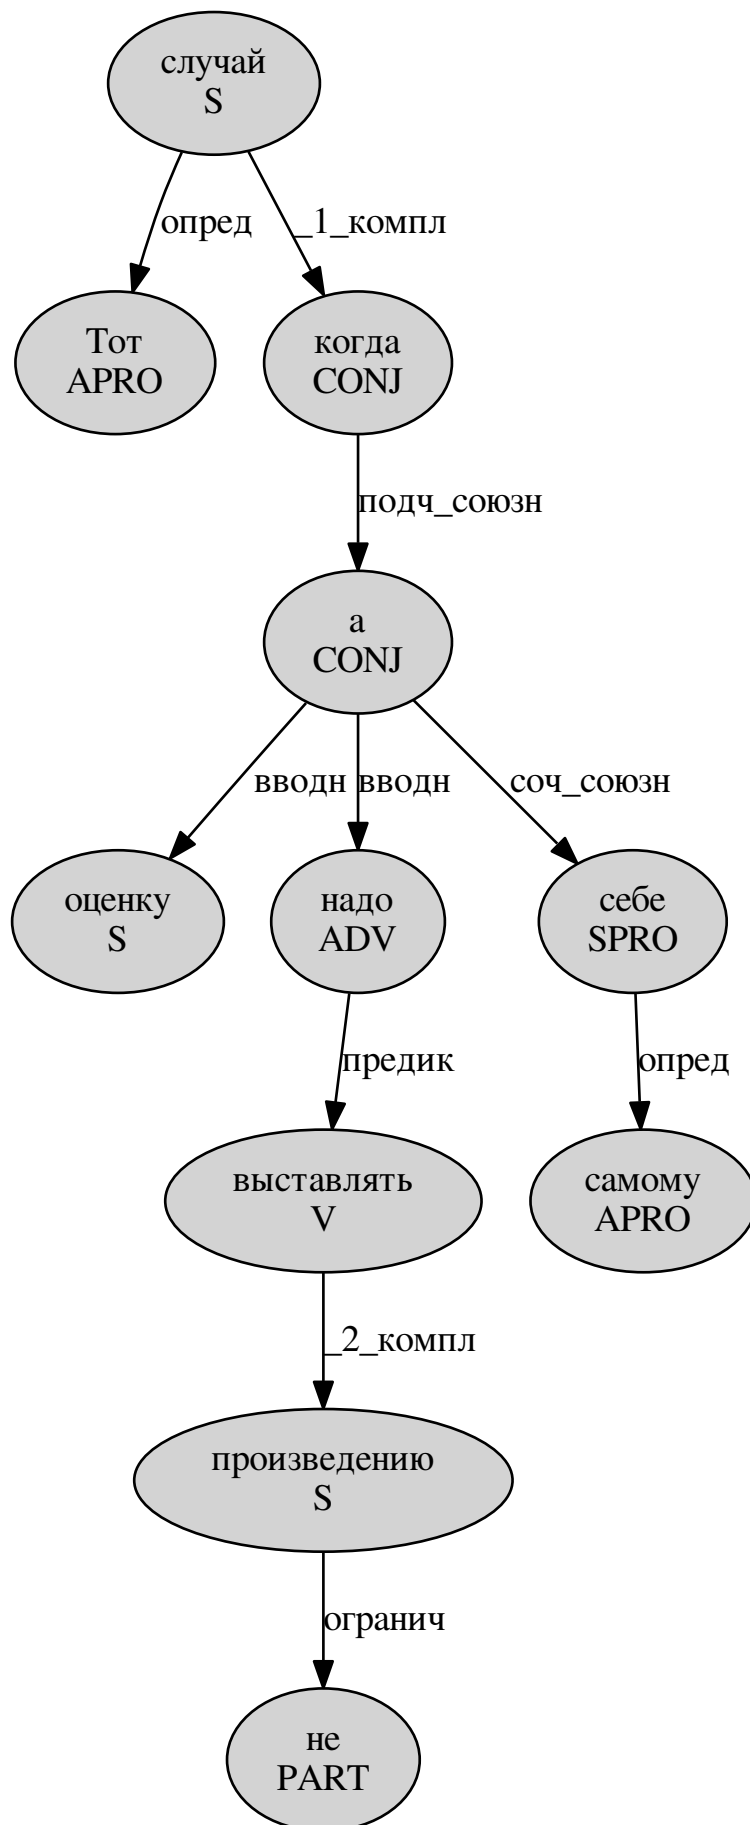 случай
S
опред
_1_компл
Тот
APRO
когда
CONJ
подч_союзн
а
CONJ
вводн
вводн
соч_союзн
оценку
S
надо
ADV
себе
SPRO
предик
опред
выставлять
V
самому
APRO
_2_компл
произведению
S
огранич
не
PART